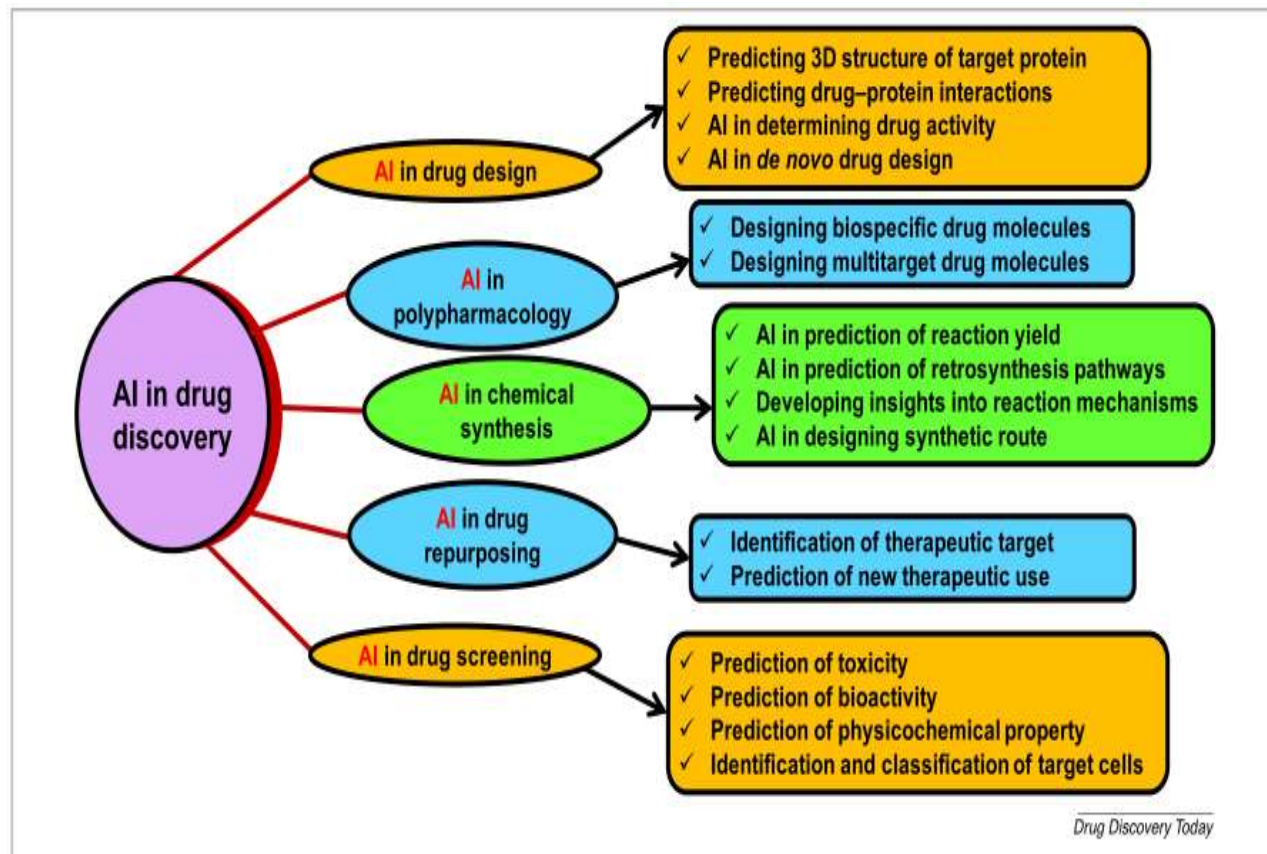 AI in drug discovery
AI in drug design
✓ Predicting 3D structure of target protein
✓ Predicting drug–protein interactions
✓ AI in determining drug activity
✓ AI in de novo drug design
AI in
polypharmacology
✓ Designing biospecific drug molecules
✓ Designing multitarget drug molecules
AI in chemical
synthesis
✓ AI in prediction of reaction yield
✓ AI in prediction of retrosynthesis pathways
✓ Developing insights into reaction mechanisms
✓ AI in designing synthetic route
AI in drug
repurposing
✓ Identification of therapeutic target
✓ Prediction of new therapeutic use
AI in drug screening
✓ Prediction of toxicity
✓ Prediction of bioactivity
✓ Prediction of physicochemical property
✓ Identification and classification of target cells
Drug Discovery Today